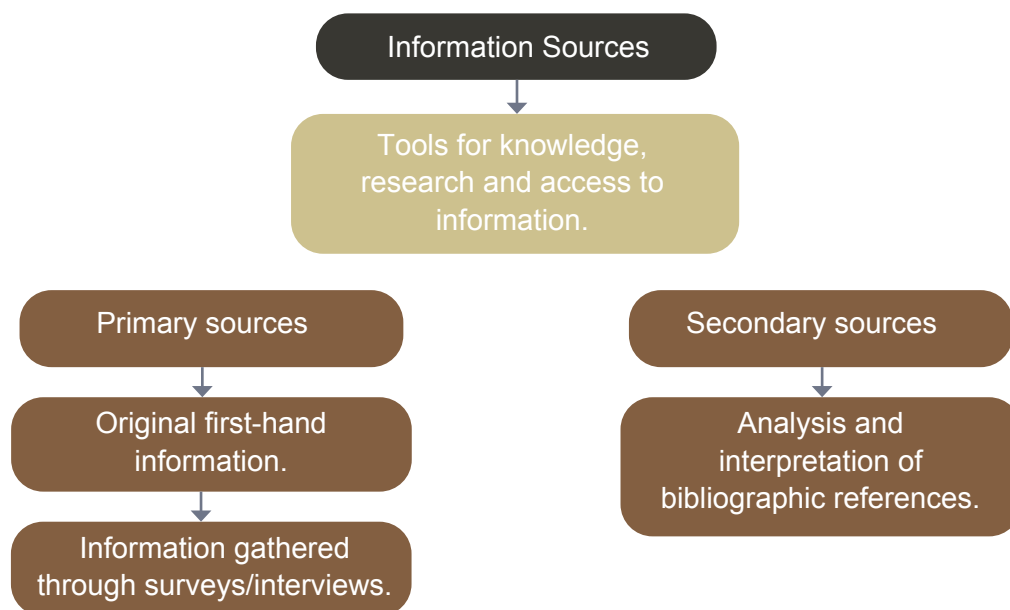 Information Sources
Tools for knowledge,
research and access to
information.
Primary sources
Original first-hand
information.
Information gathered
through surveys/interviews.
Secondary sources
Analysis and
interpretation of
bibliographic references.